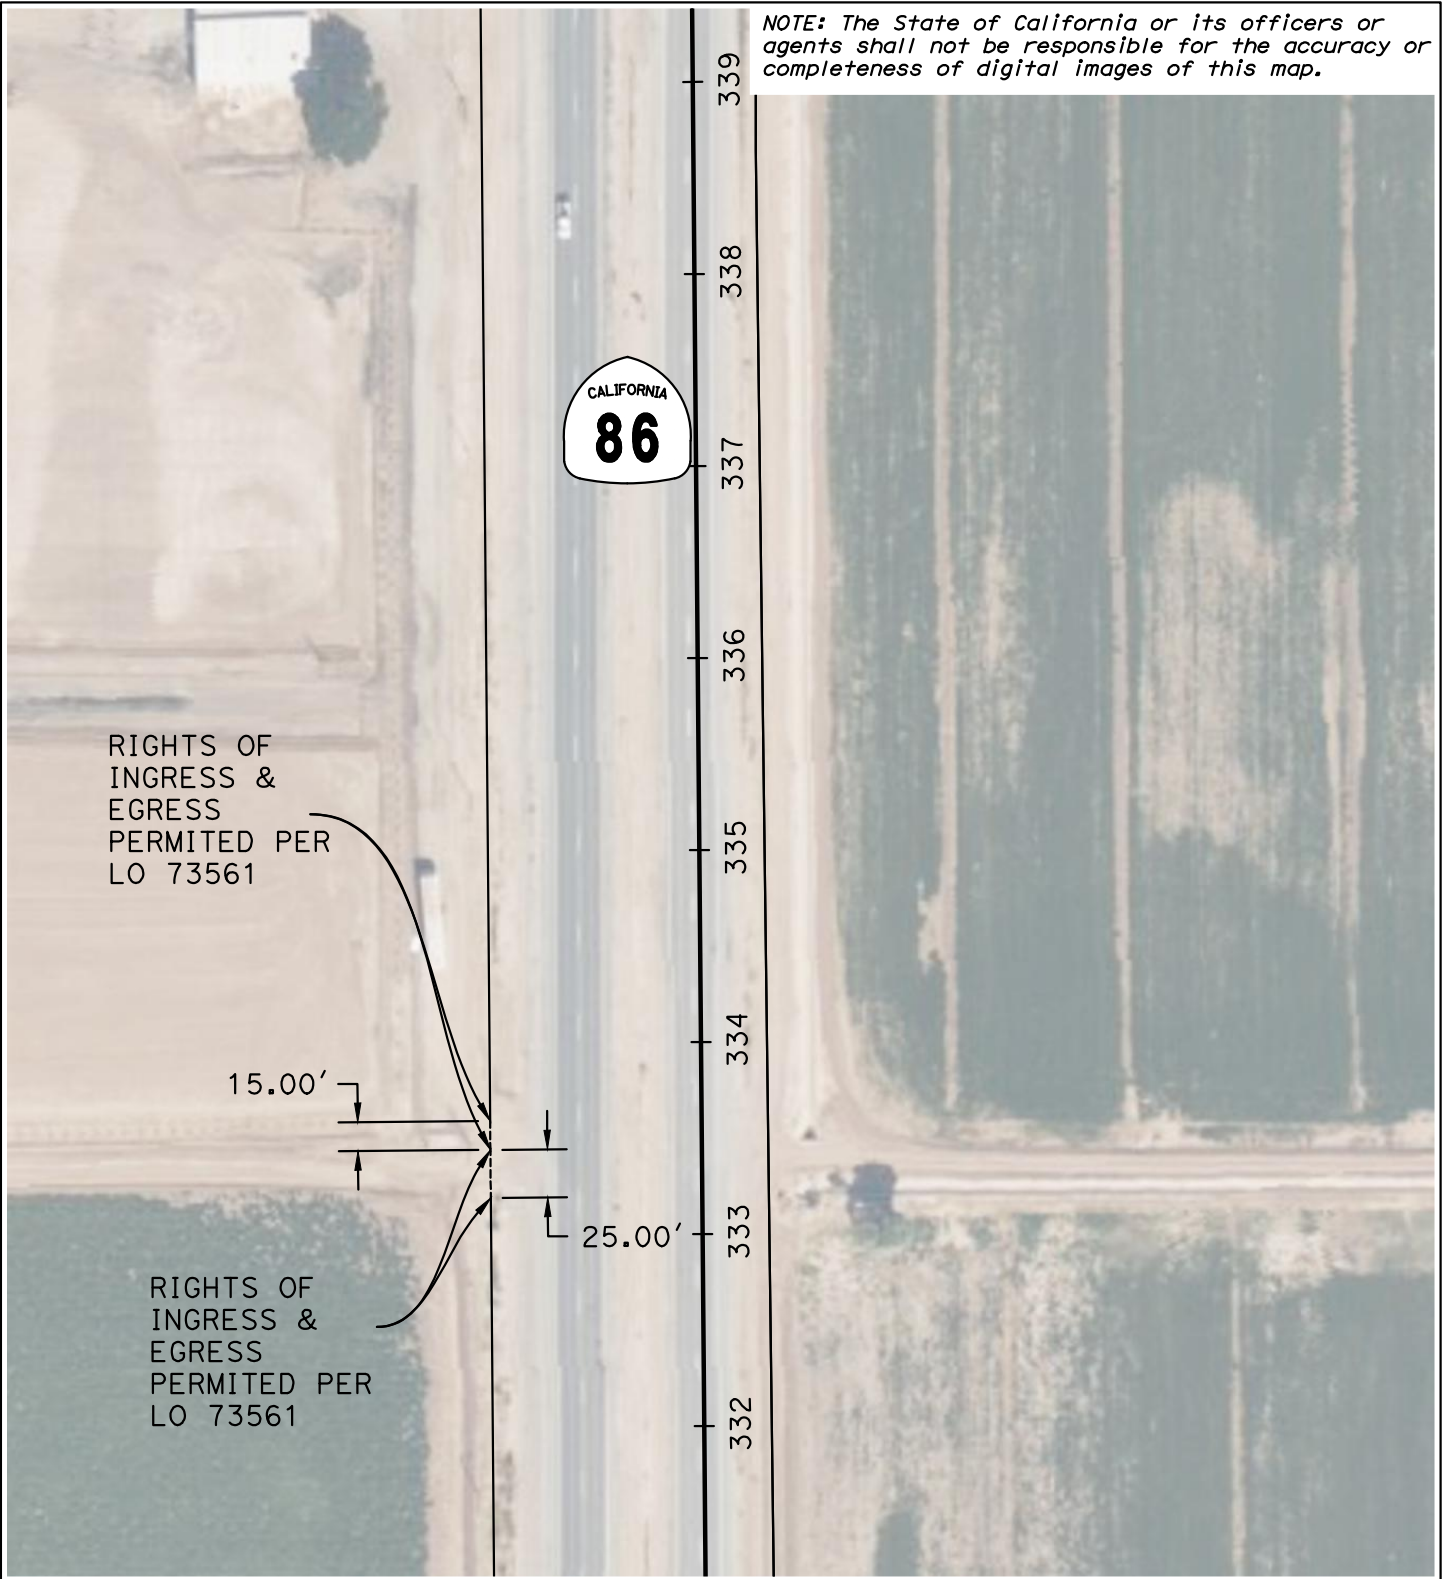 NOTE: The State of California or its officers or
agents shall not be responsible for the accuracy or
completeness of digital images of this map.
339
338
CALIFORNIA
86
337
336
RIGHTS OF
INGRESS &
EGRESS
PERMITED PER
LO 73561
335
334
15.00'
333
25.00'
RIGHTS OF
INGRESS &
EGRESS
PERMITED PER
LO 73561
332